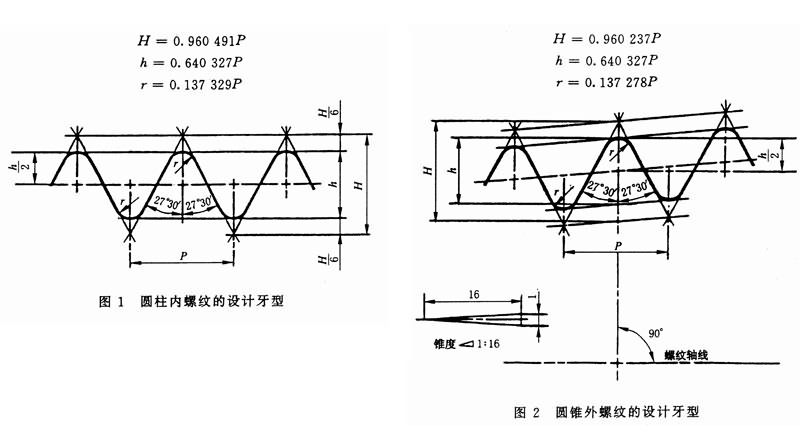 H = 0.960 491P
h = 0.640 327P
r = 0.137 329P
H/6
h/2
r
r
27°30′ 27°30′
h
H
H/6
P
图 1 圆柱内螺纹的设计牙型
H = 0.960 237P
h = 0.640 327P
r = 0.137 278P
H
h
r
r
27°30′ 27°30′
h/2
P
16
1
锥度 1:16
90°
螺纹轴线
图 2 圆锥外螺纹的设计牙型